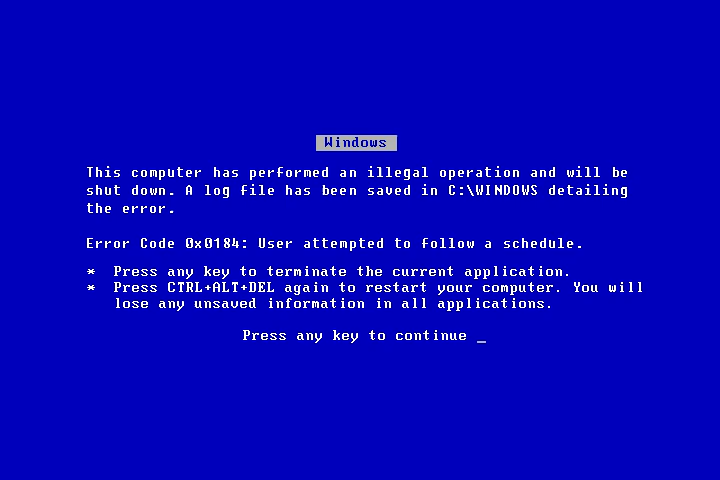 Windows
This computer has performed an illegal operation and will be
shut down. A log file has been saved in C:\WINDOWS detailing
the error.
Error Code 0x0184: User attempted to follow a schedule.
* Press any key to terminate the current application.
* Press CTRL+ALT+DEL again to restart your computer. You will
lose any unsaved information in all applications.
Press any key to continue _